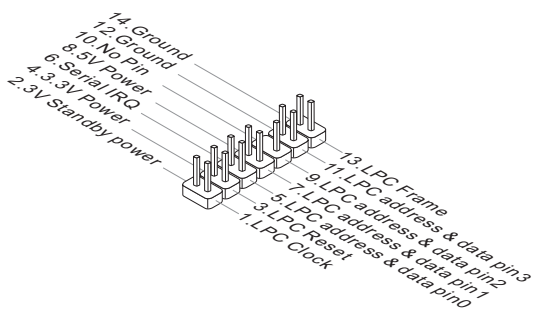 14.Ground
12.Ground
10.No Pin
8.5V Power
6.Serial IRQ
4.3.3V Power
2.3V Standby power
13.LPC Frame
11.LPC address & data pin3
9.LPC address & data pin2
7.LPC address & data pin1
5.LPC address & data pin0
3.LPC Reset
1.LPC Clock